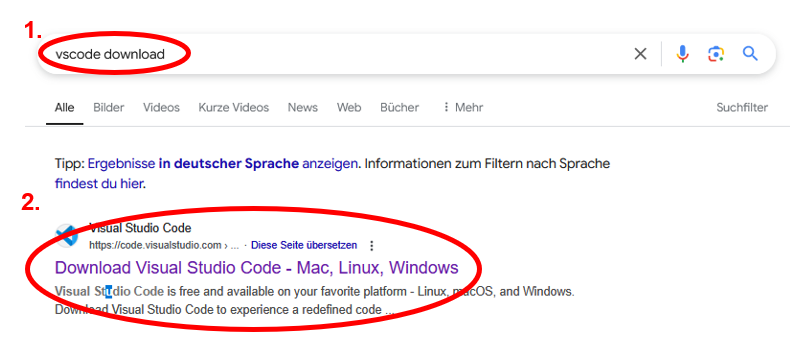 1.
vscode download
Alle Bilder Videos Kurze Videos News Web Bücher Mehr Suchfilter
Tipp: Ergebnisse in deutscher Sprache anzeigen. Informationen zum Filtern nach Sprache
findest du hier.
2.
Visual Studio Code
https://code.visualstudio.com › ... · Diese Seite übersetzen
Download Visual Studio Code - Mac, Linux, Windows
Visual Studio Code is free and available on your favorite platform - Linux, macOS, and Windows.
Download Visual Studio Code to experience a redefined code ...